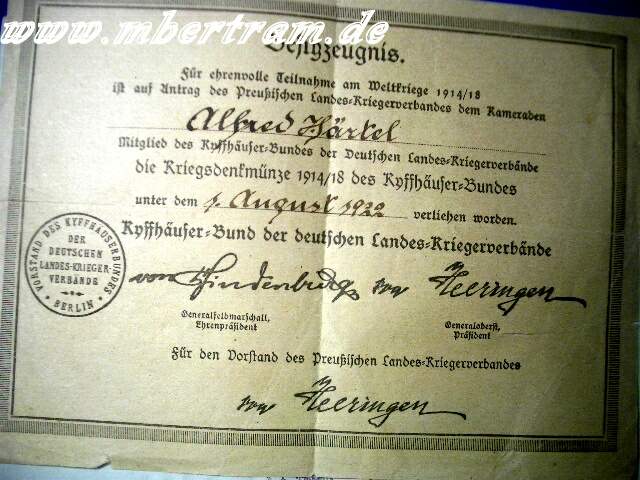 www.mbertram.de
Besitzeugnis.
Für ehrenvolle Teilnahme am Weltkriege 1914/18
ist auf Antrag des Preußischen Landes-Kriegerverbandes dem Kameraden
Alfred Härtel
Mitglied des Kyffhäuser-Bundes der Deutschen Landes-Kriegerverbände
die Kriegsdenkmünze 1914/18 des Kyffhäuser-Bundes
unter dem 1. August 1922 verliehen worden.
Kyffhäuser-Bund der deutschen Landes-Kriegerverbände
VORSTAND DES KYFFHÄUSERBUNDES
DER
DEUTSCHEN
LANDES-KRIEGER-
VERBÄNDE
BERLIN
von Hindenburg
von Heeringen
Generalfeldmarschall,
Ehrenpräsident
Generaloberst,
Präsident
Für den Vorstand des Preußischen Landes-Kriegerverbandes
von Heeringen